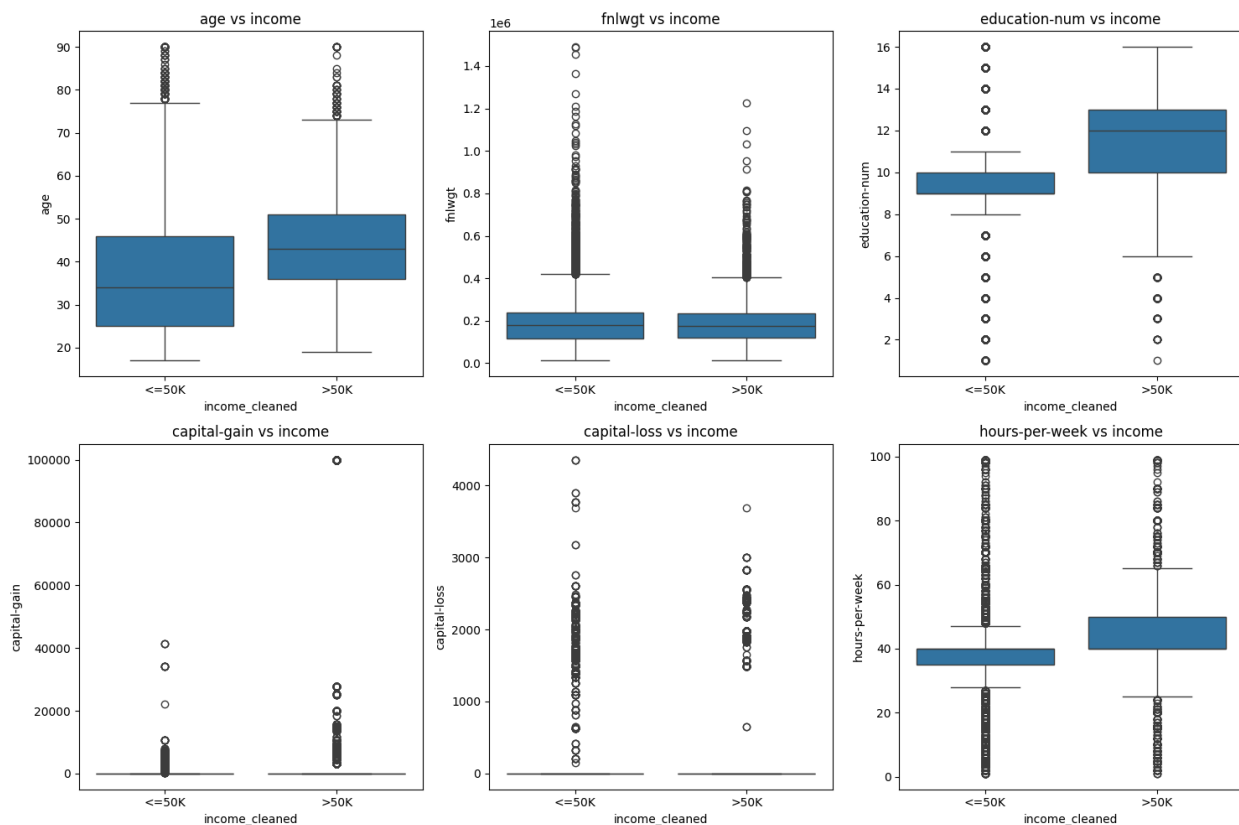 age vs income
age
90
80
70
60
50
40
30
20
<=50K
>50K
income_cleaned
fnlwgt vs income
1e6
fnlwgt
1.4
1.2
1.0
0.8
0.6
0.4
0.2
0.0
<=50K
>50K
income_cleaned
education-num vs income
education-num
16
14
12
10
8
6
4
2
<=50K
>50K
income_cleaned
capital-gain vs income
capital-gain
100000
80000
60000
40000
20000
0
<=50K
>50K
income_cleaned
capital-loss vs income
capital-loss
4000
3000
2000
1000
0
<=50K
>50K
income_cleaned
hours-per-week vs income
hours-per-week
100
80
60
40
20
0
<=50K
>50K
income_cleaned